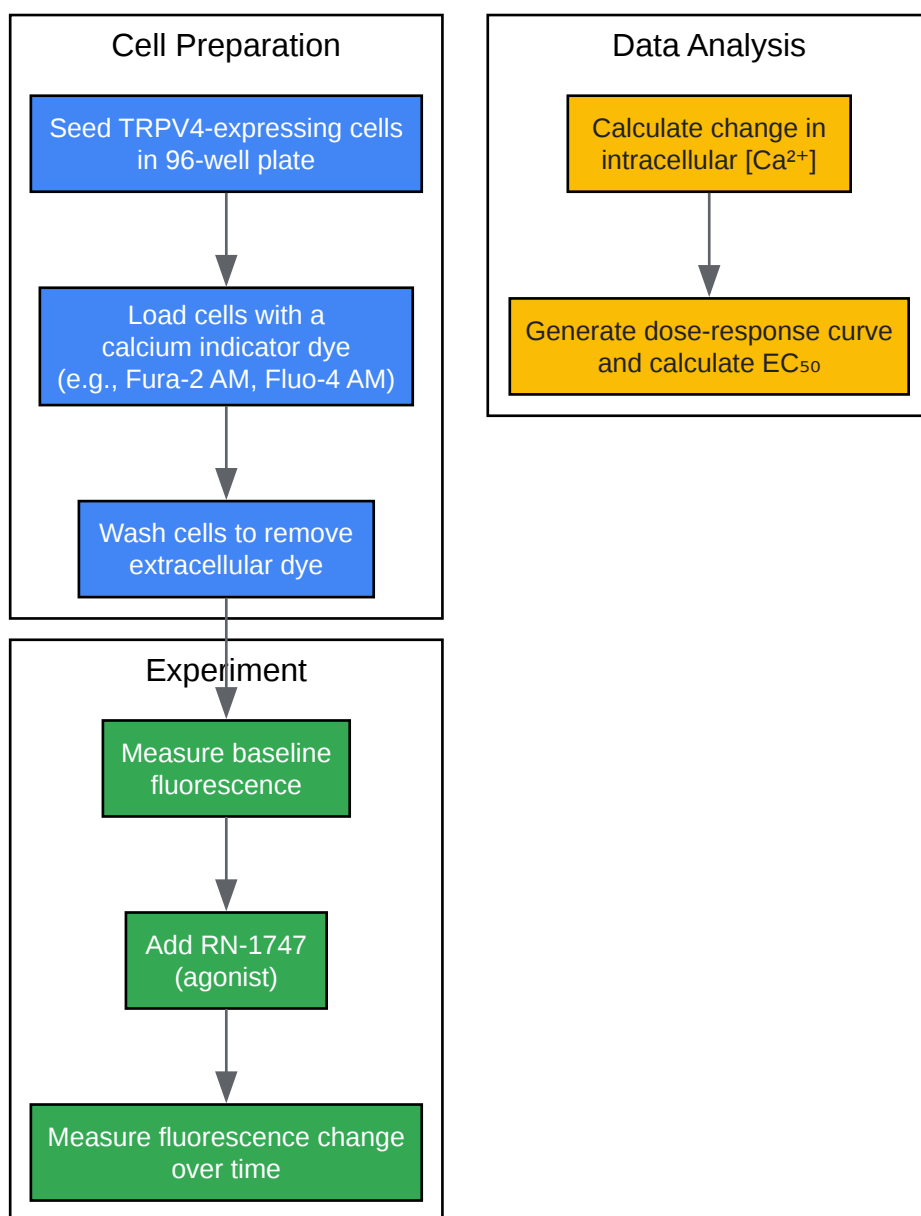 Cell Preparation
Seed TRPV4-expressing cells
in 96-well plate
Load cells with a
calcium indicator dye
(e.g., Fura-2 AM, Fluo-4 AM)
Wash cells to remove
extracellular dye
Experiment
Measure baseline
fluorescence
Add RN-1747
(agonist)
Measure fluorescence change
over time
Data Analysis
Calculate change in
intracellular [Ca²⁺]
Generate dose-response curve
and calculate EC₅₀